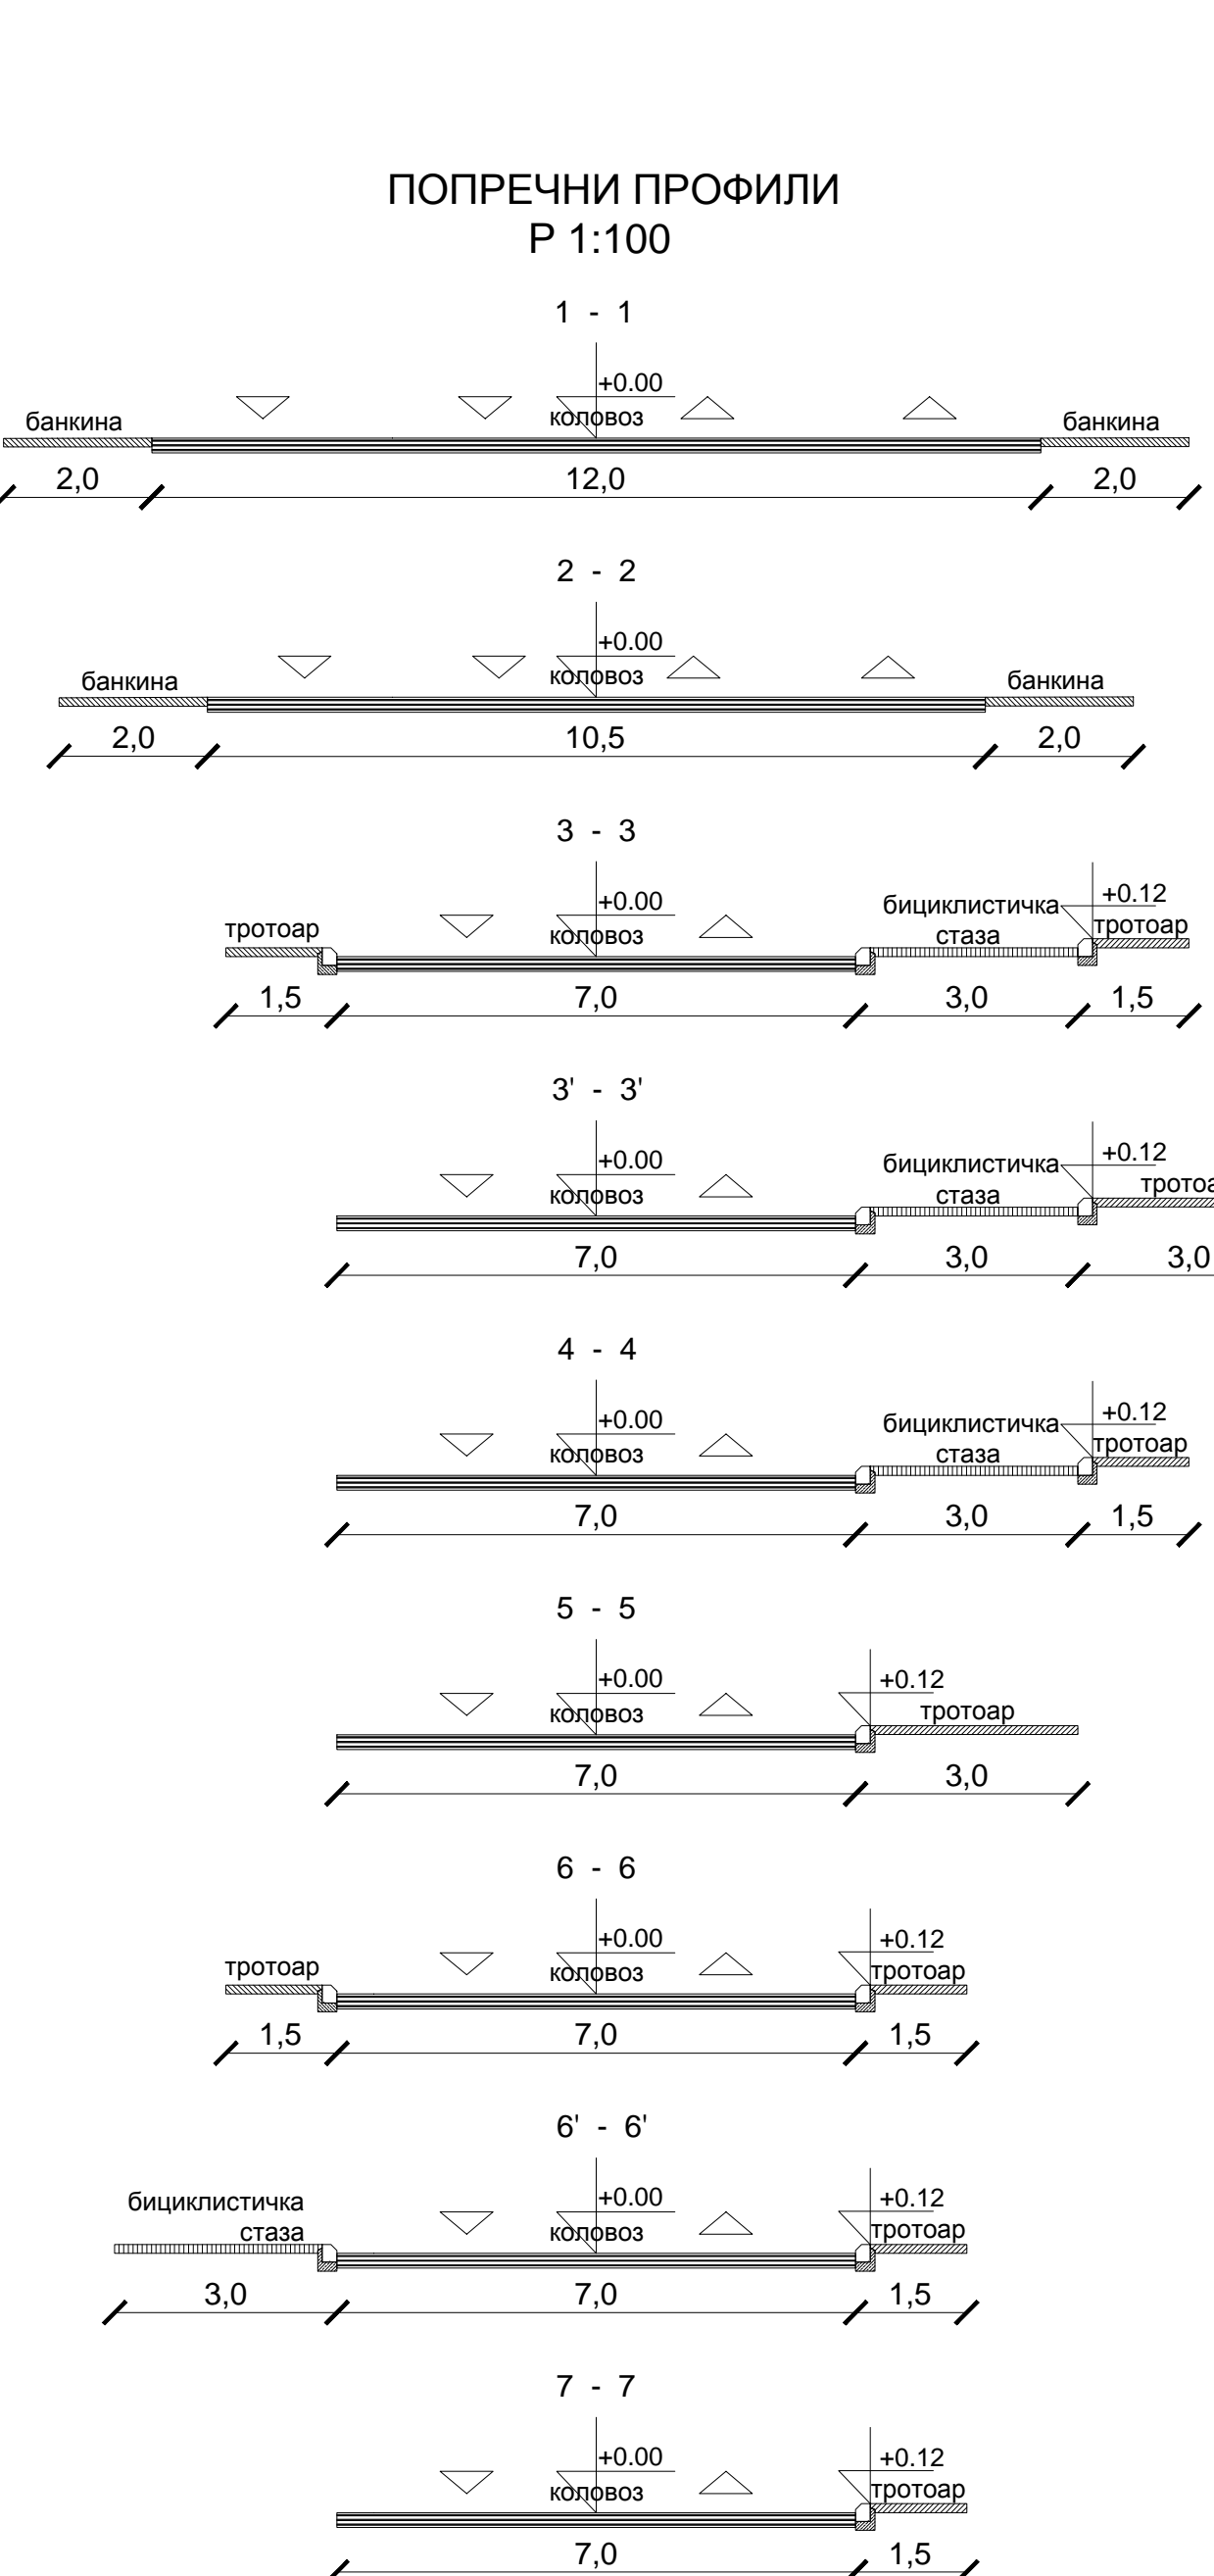 ПОПРЕЧНИ ПРОФИЛИ
Р 1:100
1 - 1
+0.00
банкина коловоз банкина
2,0 12,0 2,0
2 - 2
+0.00
банкина коловоз банкина
2,0 10,5 2,0
3 - 3
+0.00 бициклистичка +0.12
тротоар коловоз стаза тротоар
1,5 7,0 3,0 1,5
3' - 3'
+0.00 бициклистичка +0.12
коловоз стаза
7,0 3,0 3,0
4 - 4
+0.00 бициклистичка +0.12
коловоз стаза тротоар
7,0 3,0 1,5
5 - 5
+0.00 +0.12
коловоз тротоар
7,0 3,0
6 - 6
+0.00 +0.12
тротоар коловоз тротоар
1,5 7,0 1,5
6' - 6'
бициклистичка +0.00 +0.12
стаза коловоз тротоар
3,0 7,0 1,5
7 - 7
+0.00 +0.12
коловоз тротоар
7,0 1,5